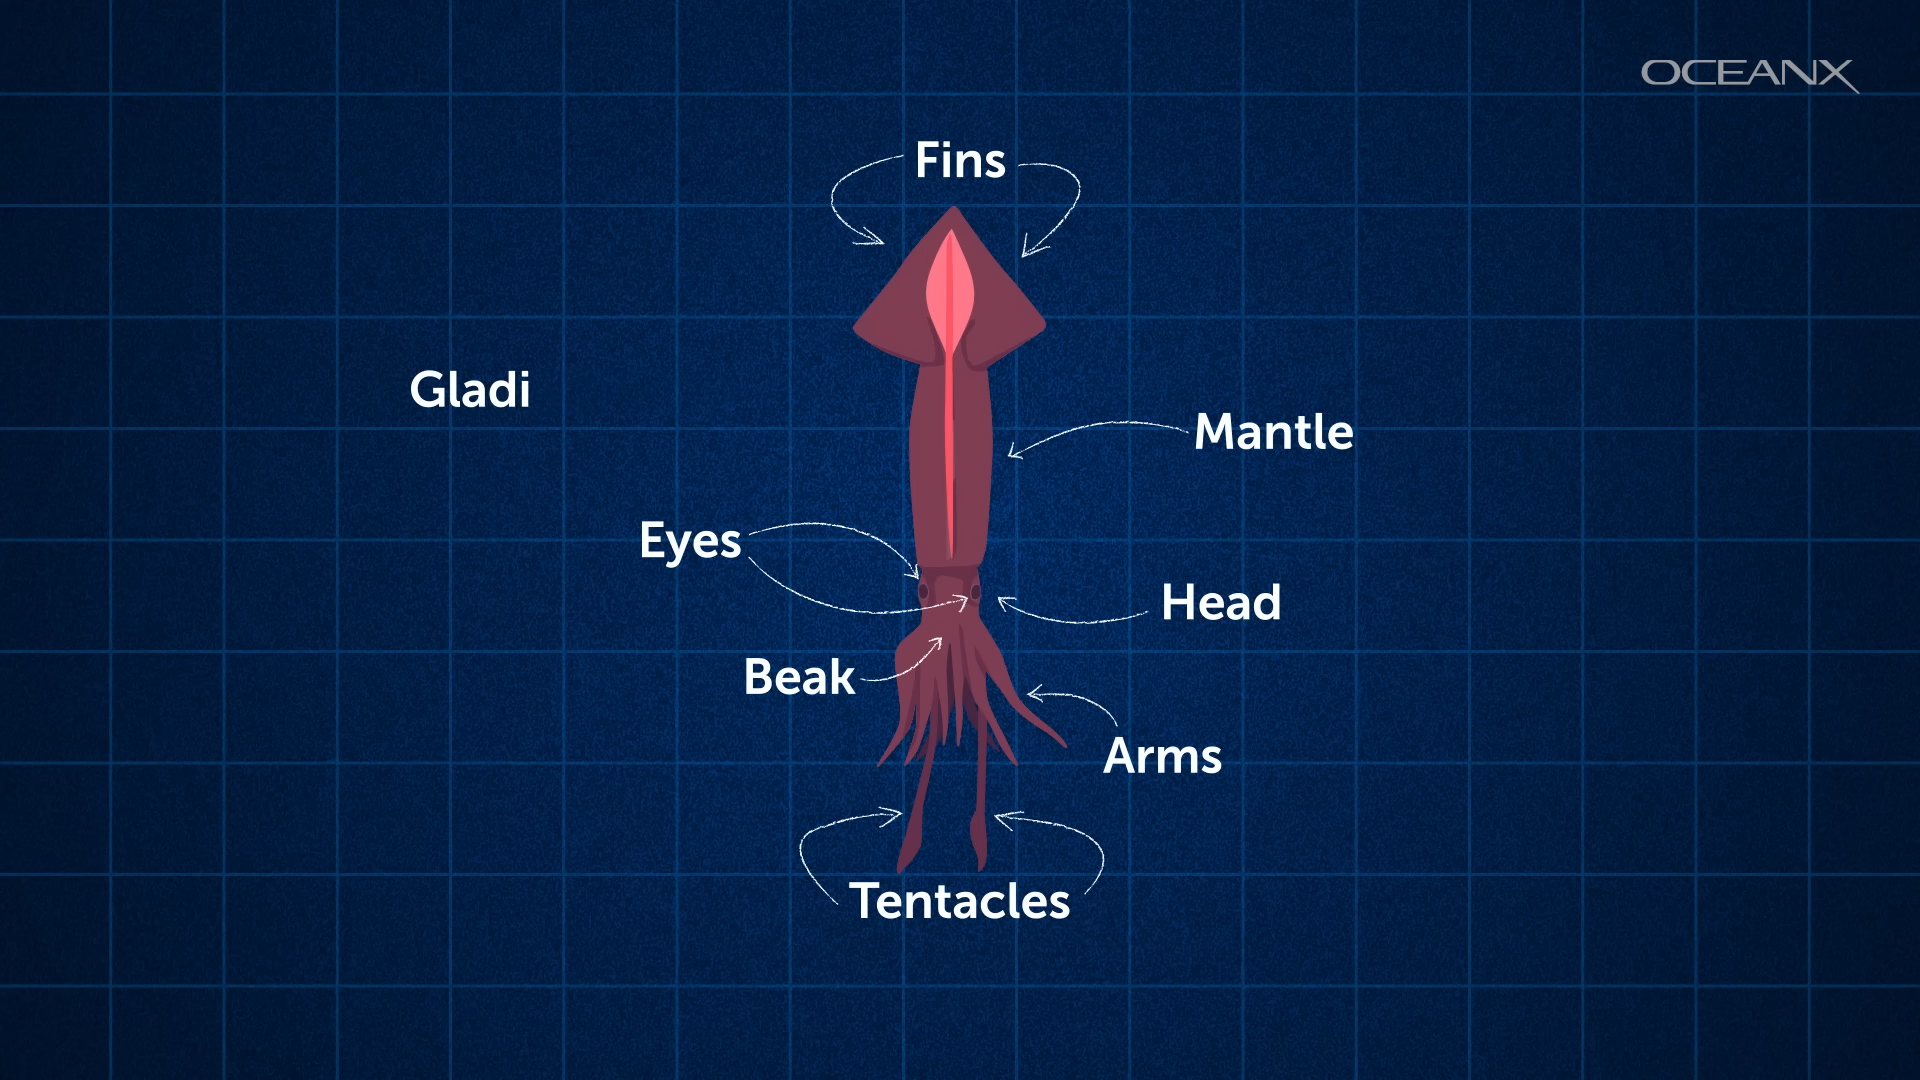 OCEANX
Fins
Gladi
Mantle
Eyes
Head
Beak
Arms
Tentacles